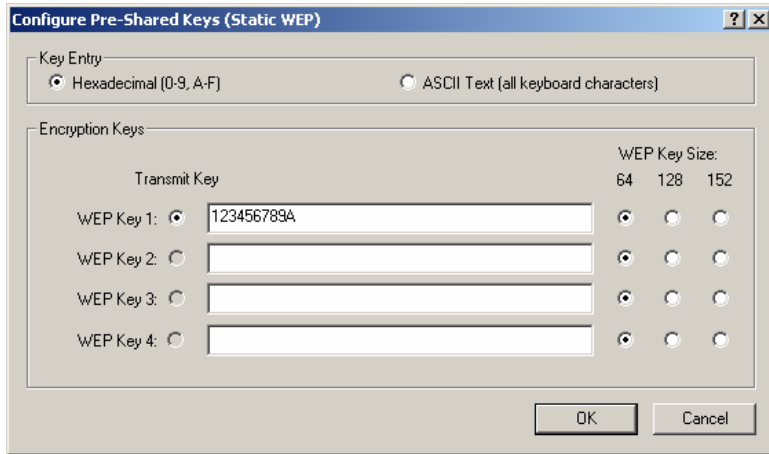 Configure Pre-Shared Keys (Static WEP)
Key Entry
Hexadecimal (0-9, A-F) ASCII Text (all keyboard characters)
Encryption Keys
WEP Key Size:
Transmit Key 64 128 152
WEP Key 1: 123456789A
WEP Key 2:
WEP Key 3:
WEP Key 4:
OK Cancel